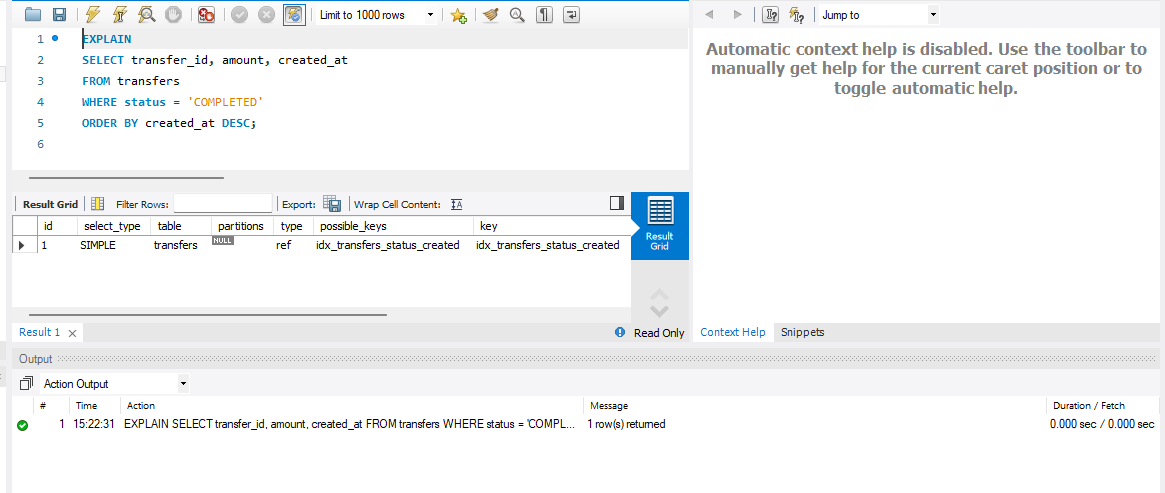 Limit to 1000 rows
Jump to
1 EXPLAIN
2 SELECT transfer_id, amount, created_at
3 FROM transfers
4 WHERE status = 'COMPLETED'
5 ORDER BY created_at DESC;
6
Automatic context help is disabled. Use the toolbar to
manually get help for the current caret position or to
toggle automatic help.
Result Grid Filter Rows: Export: Wrap Cell Content: IA
id select_type table partitions type possible_keys key
1 SIMPLE transfers NULL ref idx_transfers_status_created idx_transfers_status_created
Result
Grid
Result 1 Read Only
Context Help Snippets
Output
Action Output
# Time Action Message Duration / Fetch
1 15:22:31 EXPLAIN SELECT transfer_id, amount, created_at FROM transfers WHERE status = 'COMPL... 1 row(s) returned 0.000 sec / 0.000 sec